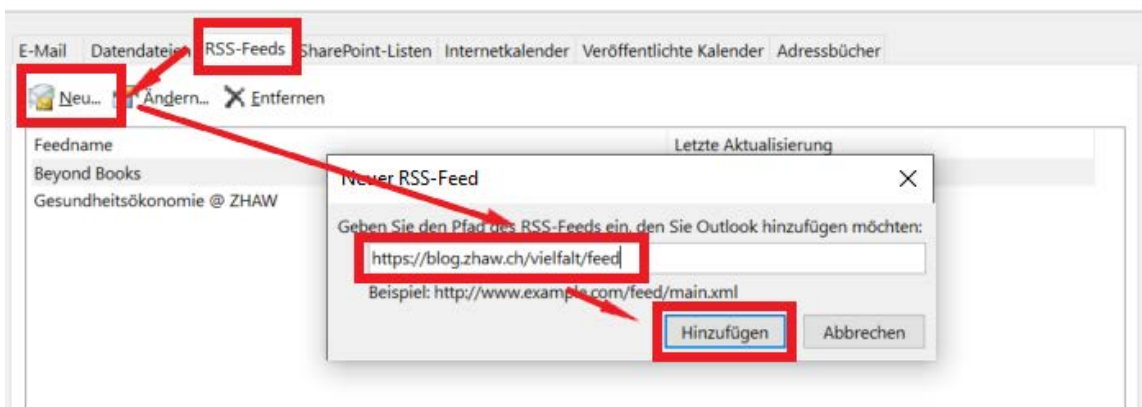 E-Mail Datendateien RSS-Feeds SharePoint-Listen Internetkalender Veröffentlichte Kalender Adressbücher
Neu... Ändern... Entfernen
Feedname Letzte Aktualisierung
Beyond Books
Gesundheitsökonomie @ ZHAW
Neuer RSS-Feed
Geben Sie den Pfad des RSS-Feeds ein, den Sie Outlook hinzufügen möchten:
https://blog.zhaw.ch/vielfalt/feed
Beispiel: http://www.example.com/feed/main.xml
Hinzufügen Abbrechen